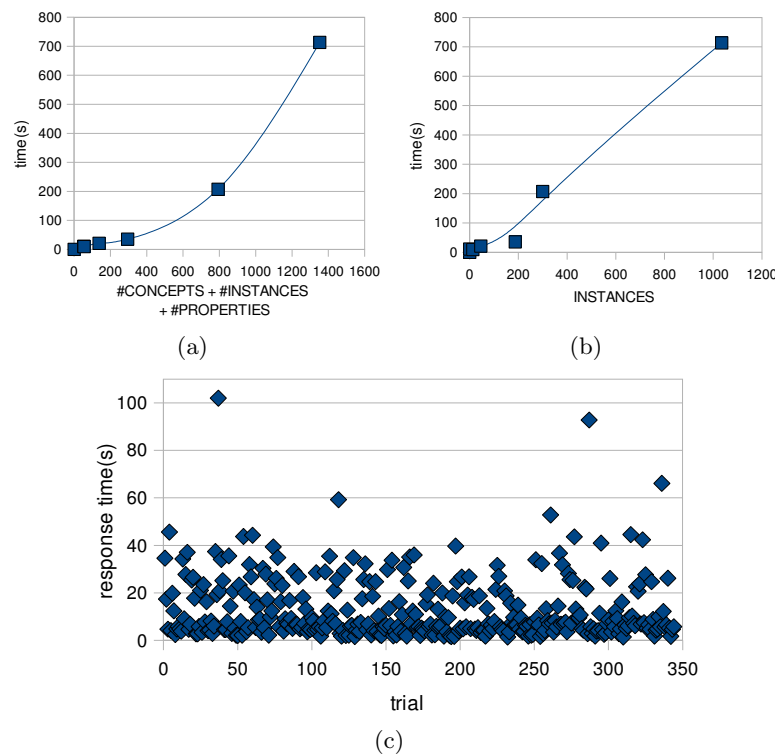 800
700
600
500
400
300
200
100
0
time(s)
0 200 400 600 800 1000 1200 1400 1600
#CONCEPTS + #INSTANCES
+ #PROPERTIES
(a)
800
700
600
500
400
300
200
100
0
time(s)
0 200 400 600 800 1000 1200
INSTANCES
(b)
100
80
60
40
20
0
response time(s)
0 50 100 150 200 250 300 350
trial
(c)